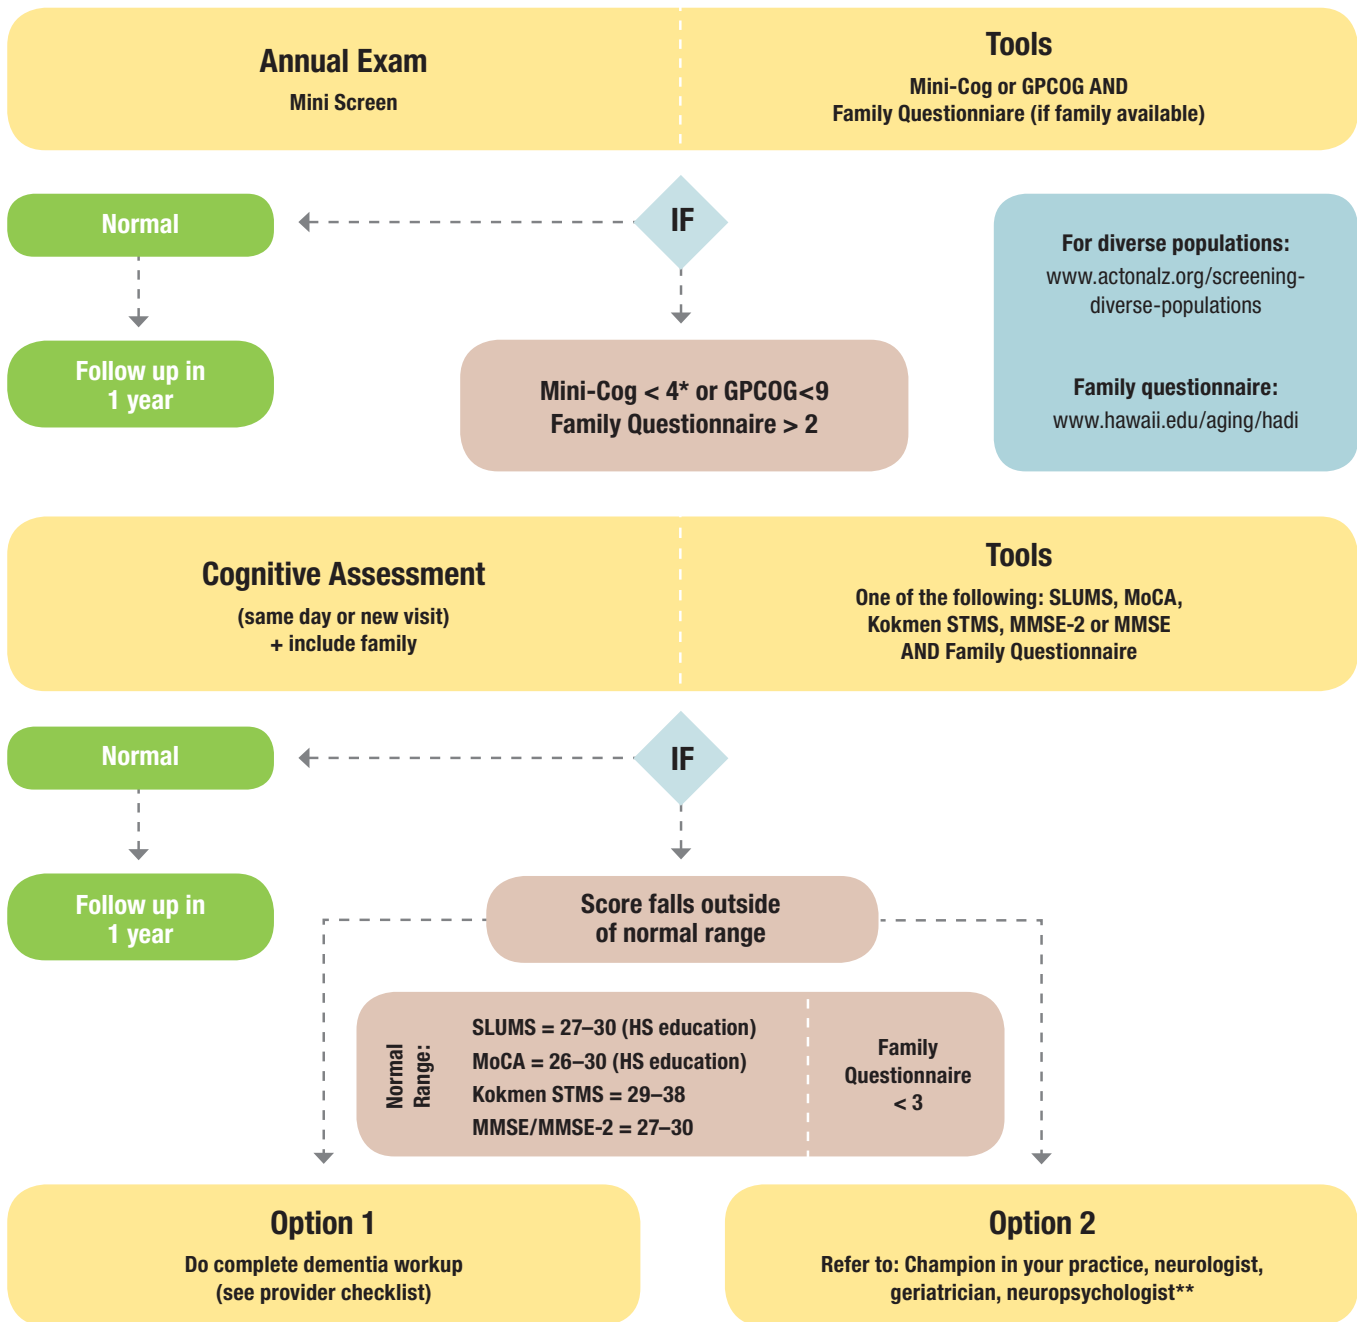 Annual Exam
Mini Screen
Tools
Mini-Cog or GPCOG AND
Family Questionniare (if family available)
Normal
IF
Follow up in
1 year
Mini-Cog < 4* or GPCOG<9
Family Questionnaire > 2
For diverse populations:
www.actonalz.org/screening-
diverse-populations
Family questionnaire:
www.hawaii.edu/aging/hadi
Cognitive Assessment
(same day or new visit)
+ include family
Tools
One of the following: SLUMS, MoCA,
Kokmen STMS, MMSE-2 or MMSE
AND Family Questionnaire
Normal
IF
Follow up in
1 year
Score falls outside
of normal range
Normal
Range:
SLUMS = 27–30 (HS education)
MoCA = 26–30 (HS education)
Kokmen STMS = 29–38
MMSE/MMSE-2 = 27–30
Family
Questionnaire
< 3
Option 1
Do complete dementia workup
(see provider checklist)
Option 2
Refer to: Champion in your practice, neurologist,
geriatrician, neuropsychologist**